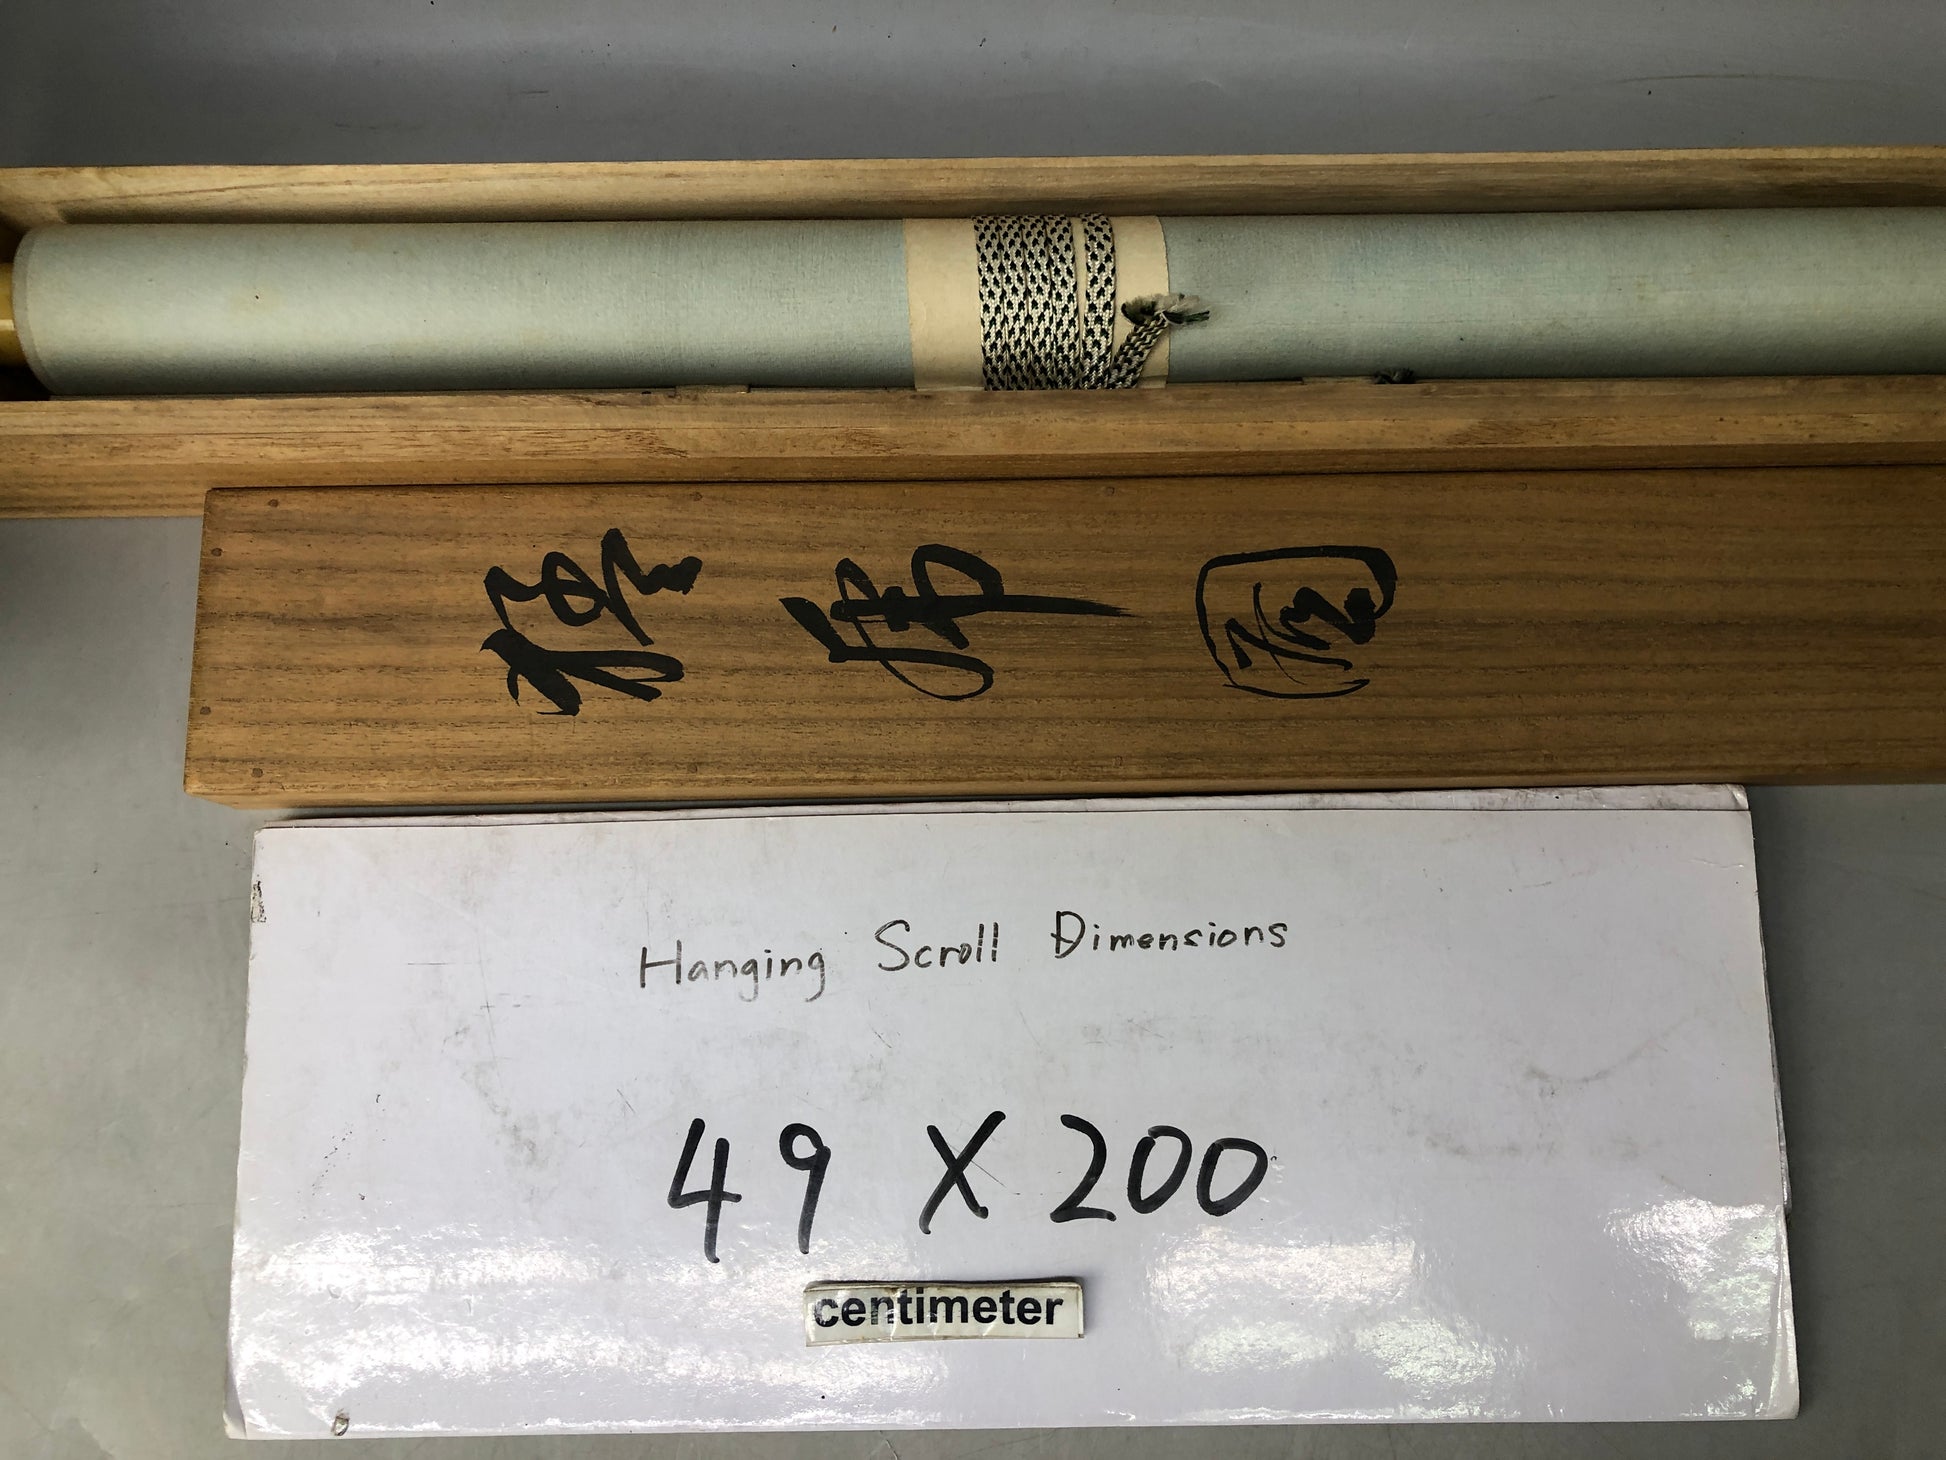 Hanging Scroll Dimensions
49 X 200
centimeter